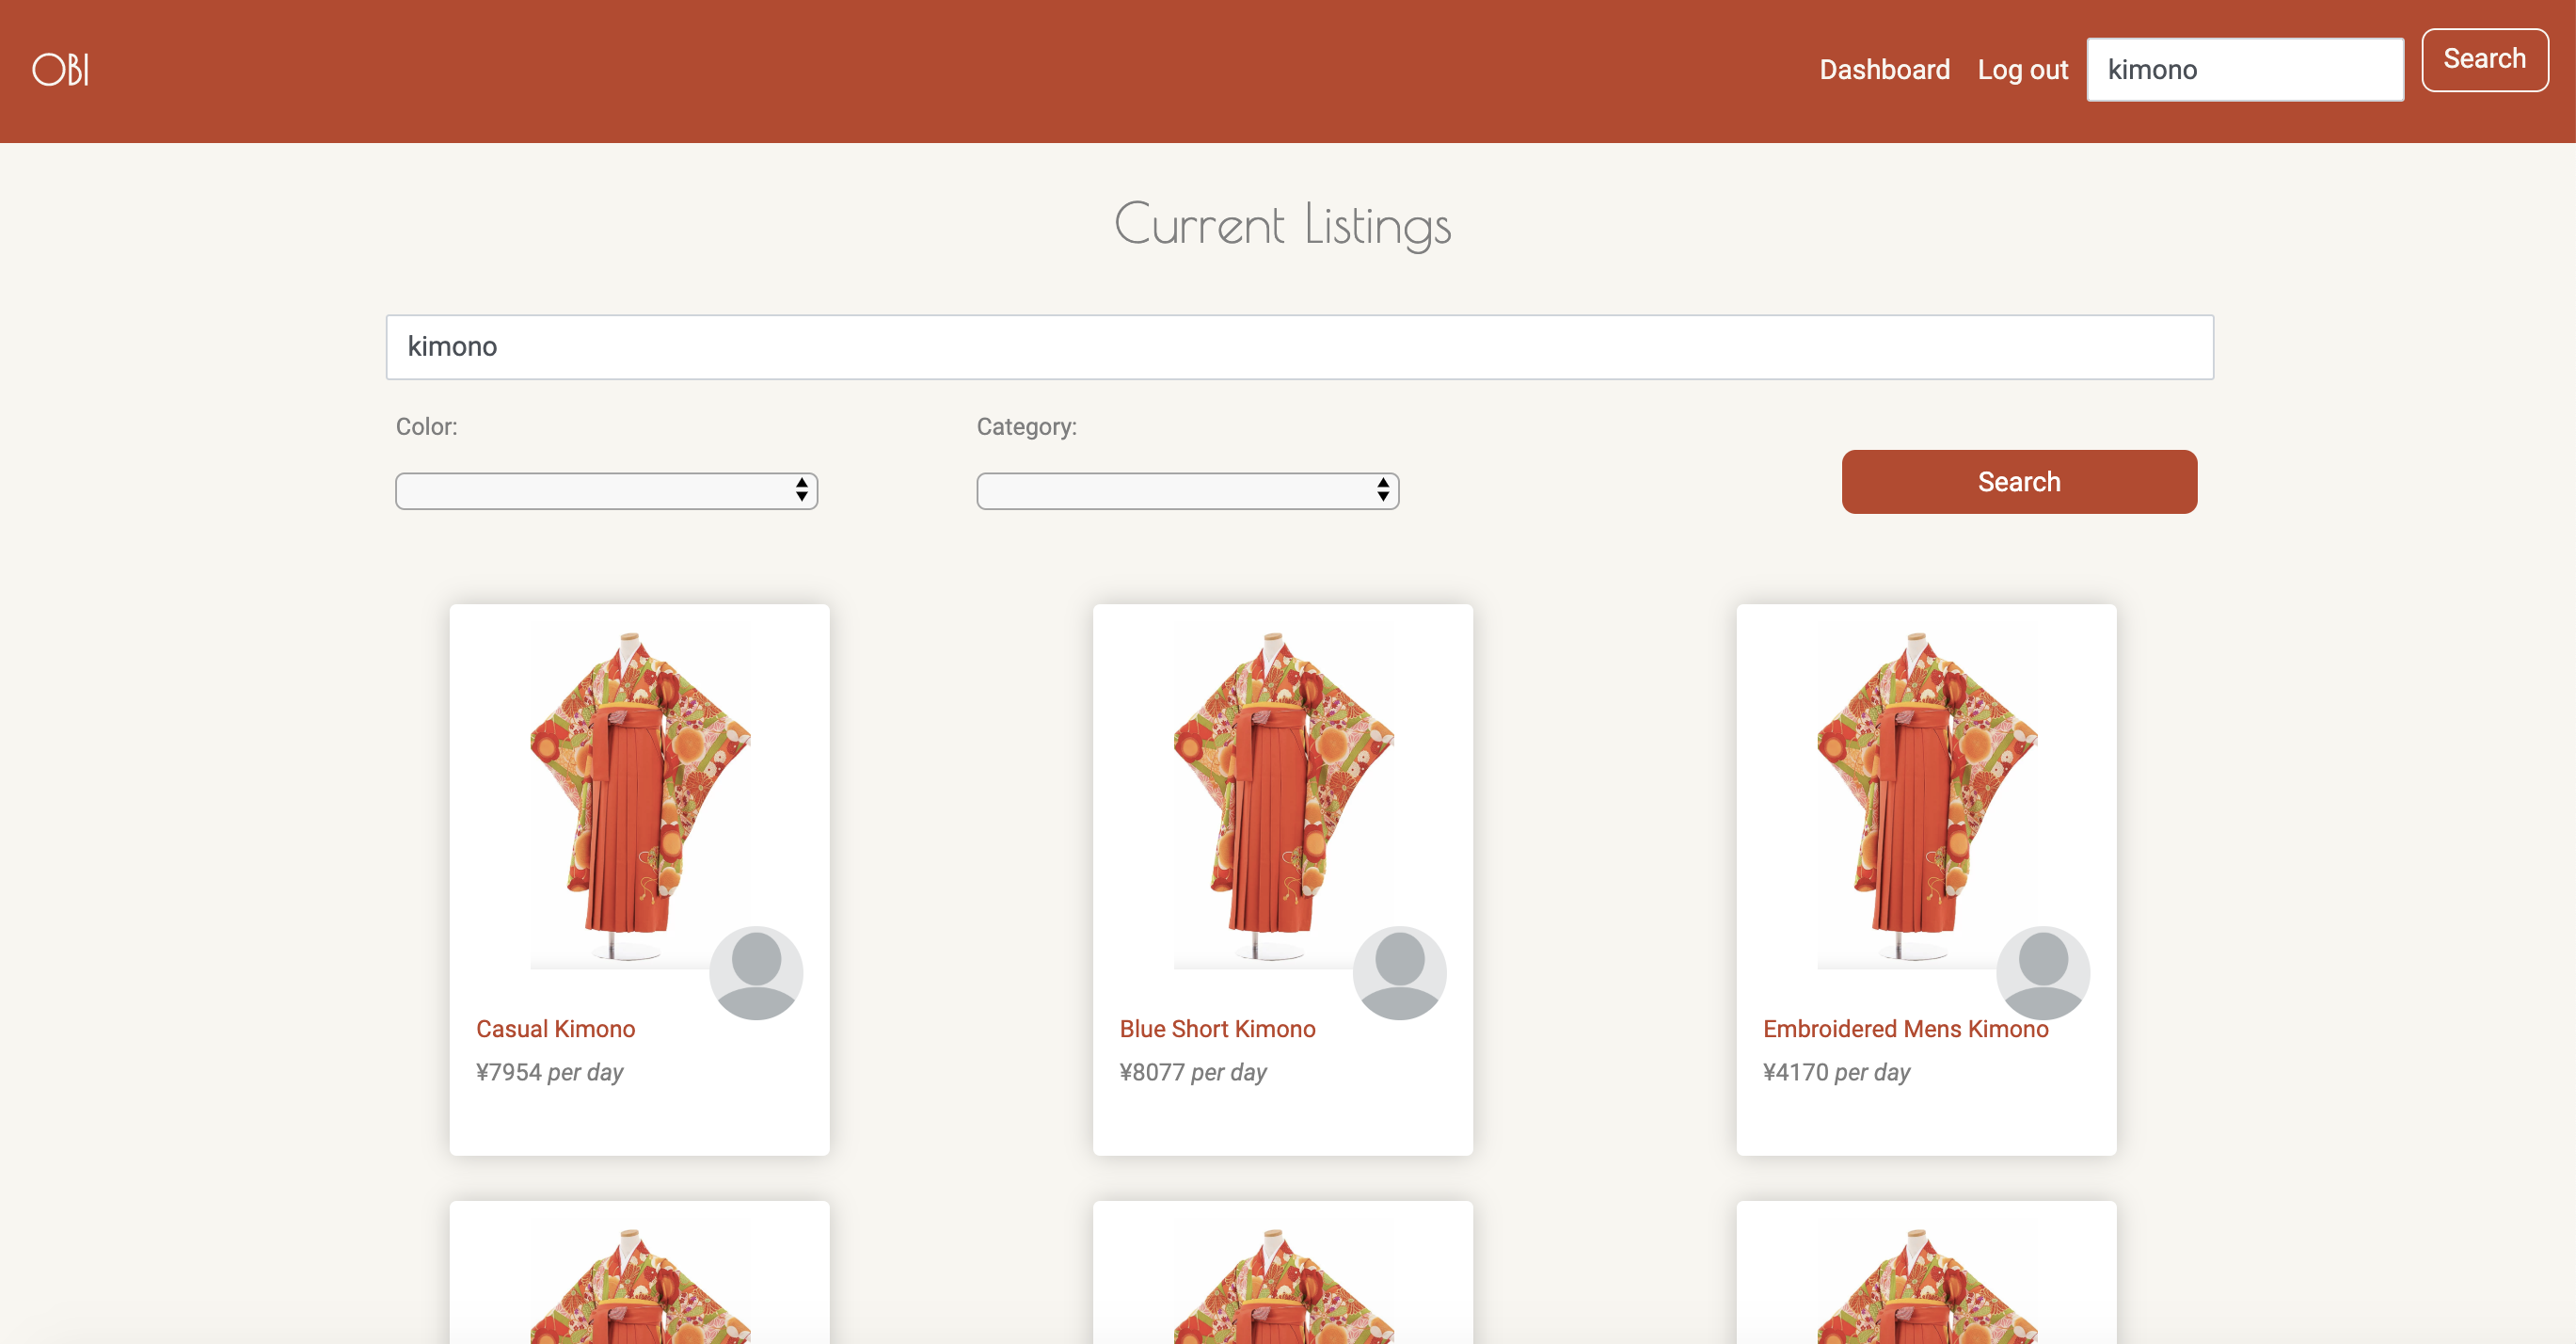 OBI
Dashboard Log out kimono Search
Current Listings
kimono
Color: Category:
Search
Casual Kimono
¥7954 per day
Blue Short Kimono
¥8077 per day
Embroidered Mens Kimono
¥4170 per day